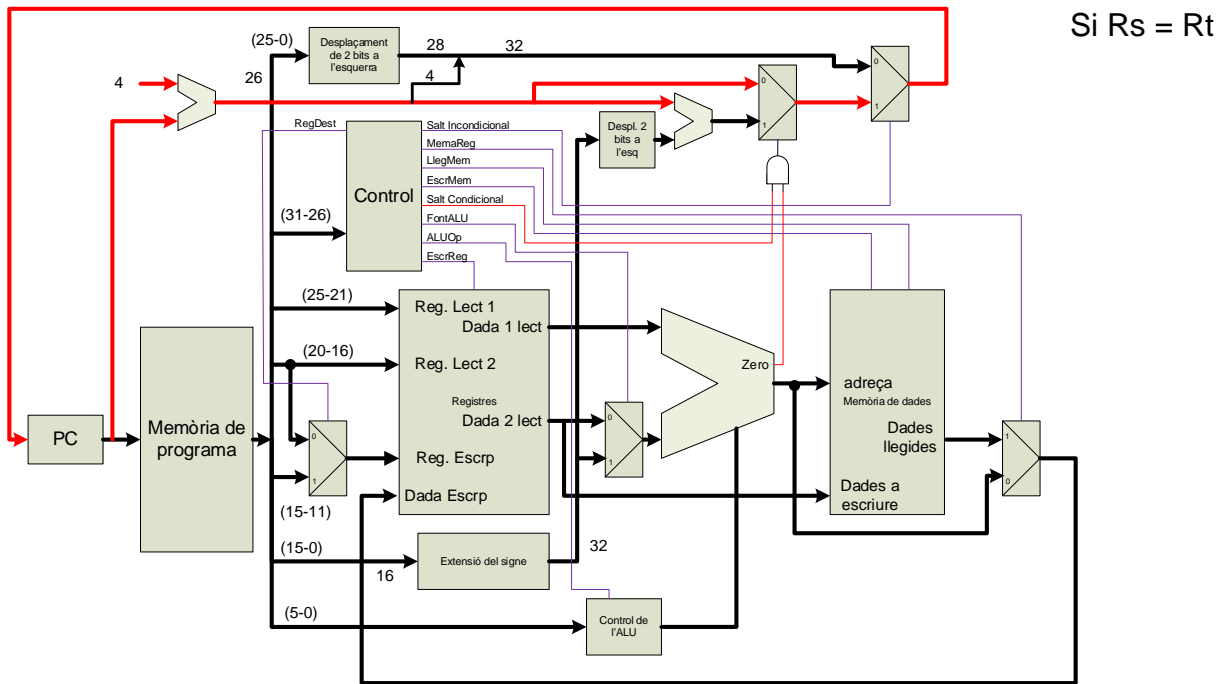 Si Rs = Rt
(25-0)
Desplaçament
de 2 bits a
l'esquerra
28
32
26
4
4
0
1
0
1
RegDest
Control
Salt Incondicional
MemaReg
LlegMem
EscrMem
Salt Condicional
FontALU
ALUOp
EscrReg
Despl. 2
bits a
l'esq
(31-26)
(25-21)
Reg. Lect 1
Dada 1 lect
(20-16)
Reg. Lect 2
Registres
Dada 2 lect
Reg. Escrp
Dada Escrp
Zero
adreça
Memòria de dades
Dades
llegides
Dades a
escriure
PC
Memòria de
programa
0
1
0
1
1
0
(15-11)
(15-0)
16
Extensió del signe
32
(5-0)
Control de
l'ALU